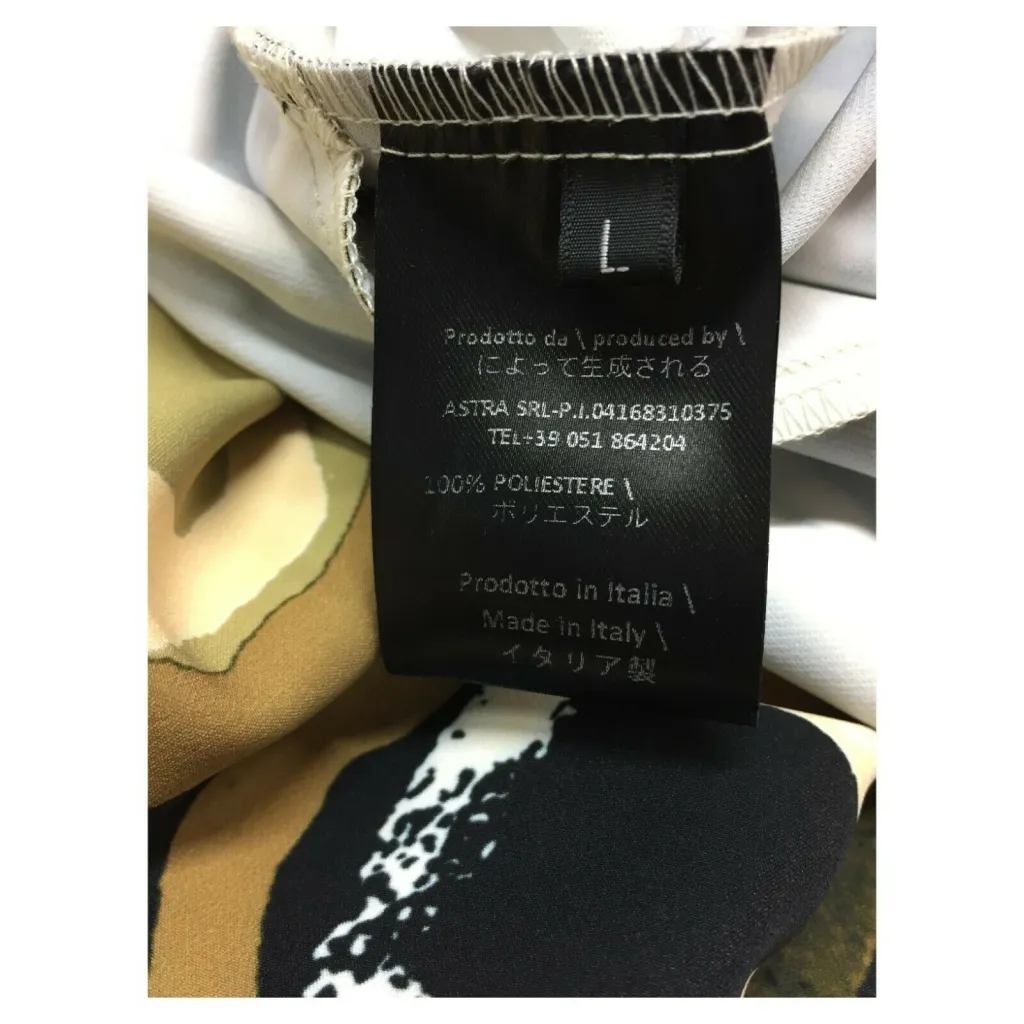 L.
Prodotto da \ produced by \
によって生成される
ASTRA SRL-P.I.04168310375
TEL+39 051 864204
100% POLIESTERE \
ポリエステル
Prodotto in Italia \
Made in Italy \
イタリア製